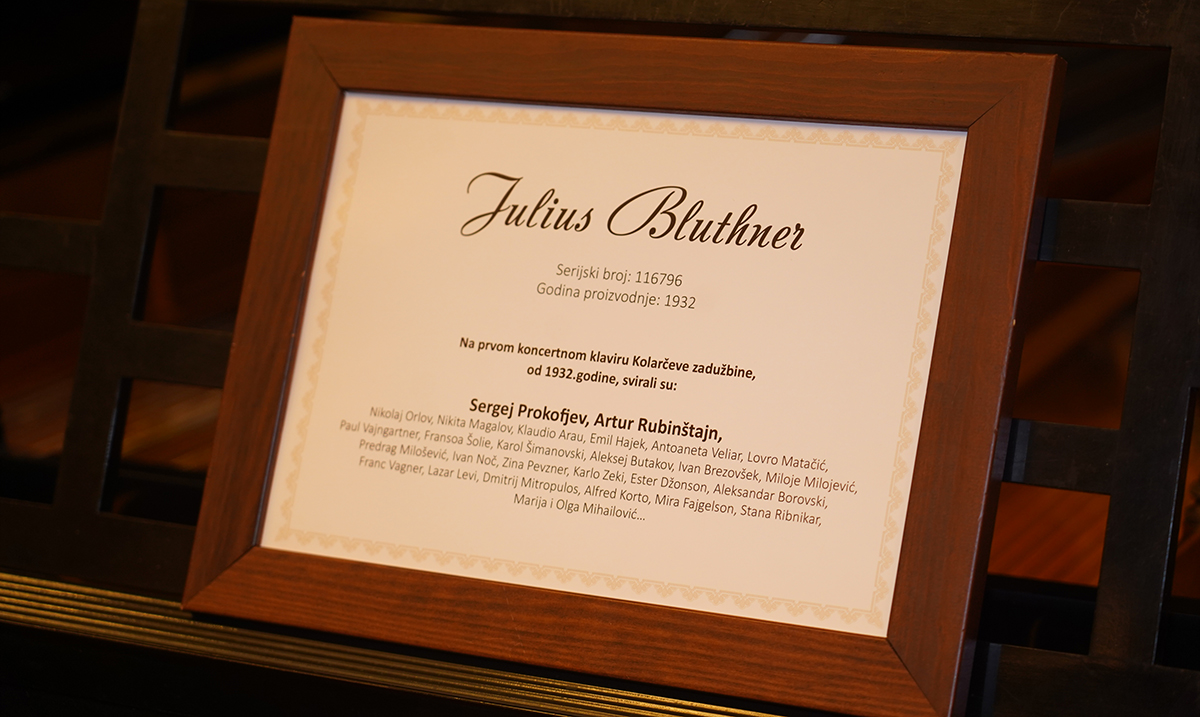 Julius Bluthner
Serijski broj: 116796
Godina proizvodnje: 1932
Na prvom koncertnom klaviru Kolarčeve zadužbine,
od 1932.godine, svirali su:
Sergej Prokofjev, Artur Rubinštajn,
Nikolaj Orlov, Nikita Magalov, Klaudio Arau, Emil Hajek, Antoaneta Veliar, Lovro Matačić,
Paul Vajngartner, Fransoa Šolie, Karol Šimanovski, Aleksej Butakov, Ivan Brezovšek, Miloje Milojević,
Predrag Milošević, Ivan Noč, Zina Pevzner, Karlo Zeki, Ester Džonson, Aleksandar Borovski,
Franc Vagner, Lazar Levi, Dmitrij Mitropulos, Alfred Korto, Mira Fajgelson, Stana Ribnikar,
Marija i Olga Mihailović...